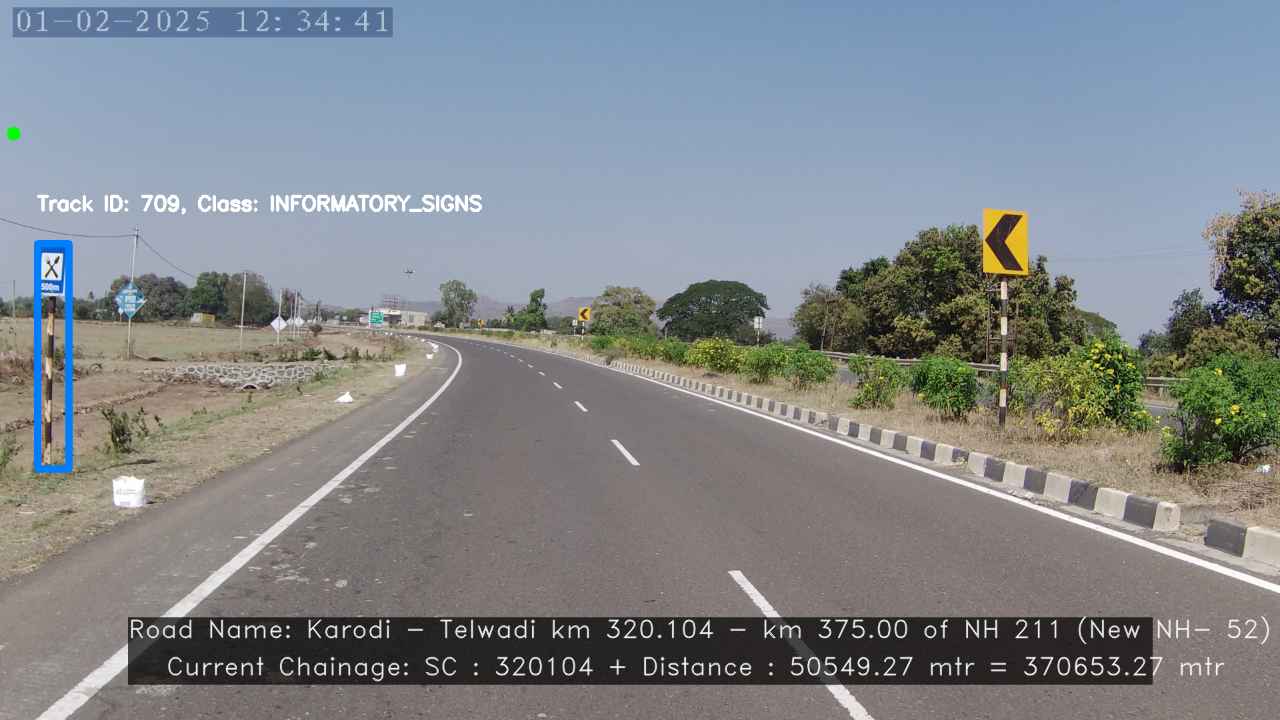 01-02-2025 12:34:41
Track ID: 709, Class: INFORMATORY_SIGNS
500m
Road Name: Karodi - Telwadi km 320.104 - km 375.00 of NH 211 (New NH- 52)
Current Chainage: SC : 320104 + Distance : 50549.27 mtr = 370653.27 mtr